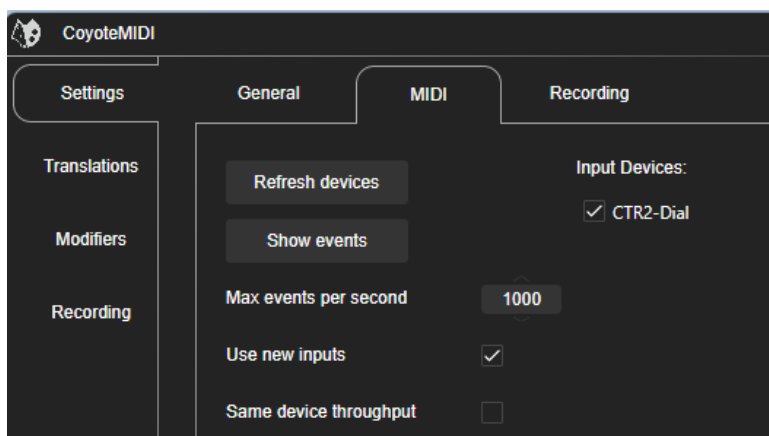 CoyoteMIDI
Settings
Translations
Modifiers
Recording
General
MIDI
Recording
Refresh devices
Show events
Max events per second
1000
Use new inputs
Same device throughput
Input Devices:
CTR2-Dial